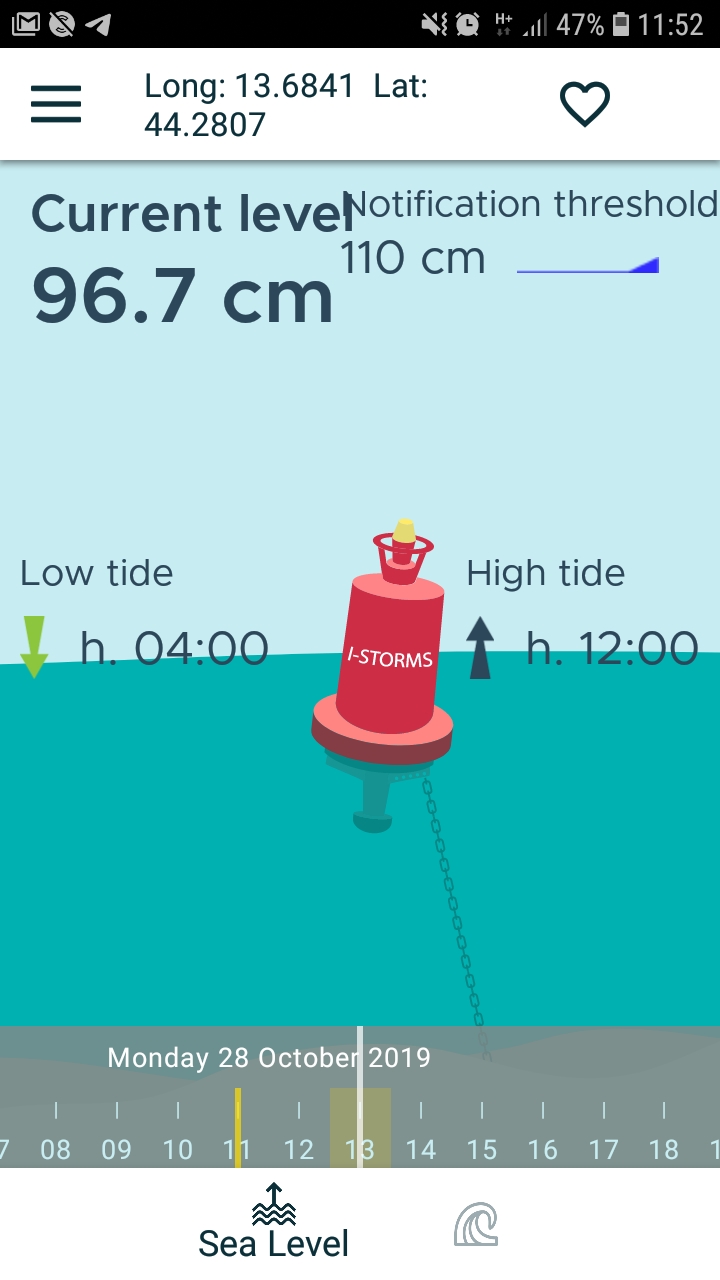 H+ 47% 11:52
Long: 13.6841 Lat:
44.2807
Current level
Notification threshold
96.7 cm
110 cm
Low tide
High tide
h. 04:00
h. 12:00
I-STORMS
Monday 28 October 2019
7 08 09 10 11 12 13 14 15 16 17 18 1
Sea Level